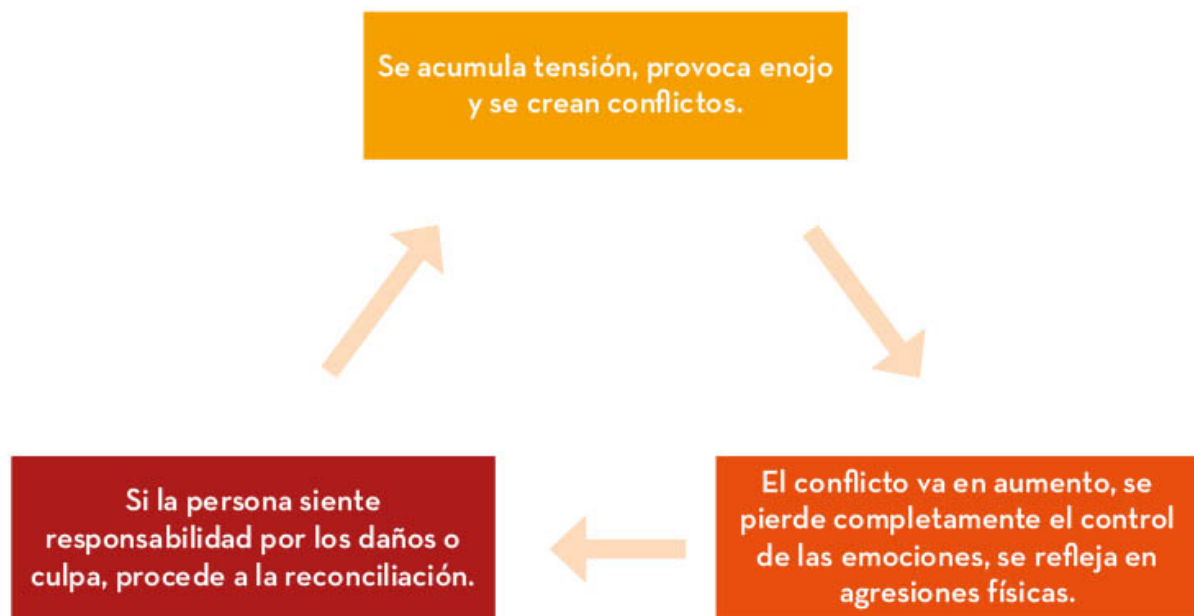 Se acumula tensión, provoca enojo
y se crean conflictos.
El conflicto va en aumento, se
pierde completamente el control
de las emociones, se refleja en
agresiones físicas.
Si la persona siente
responsabilidad por los daños o
culpa, procede a la reconciliación.